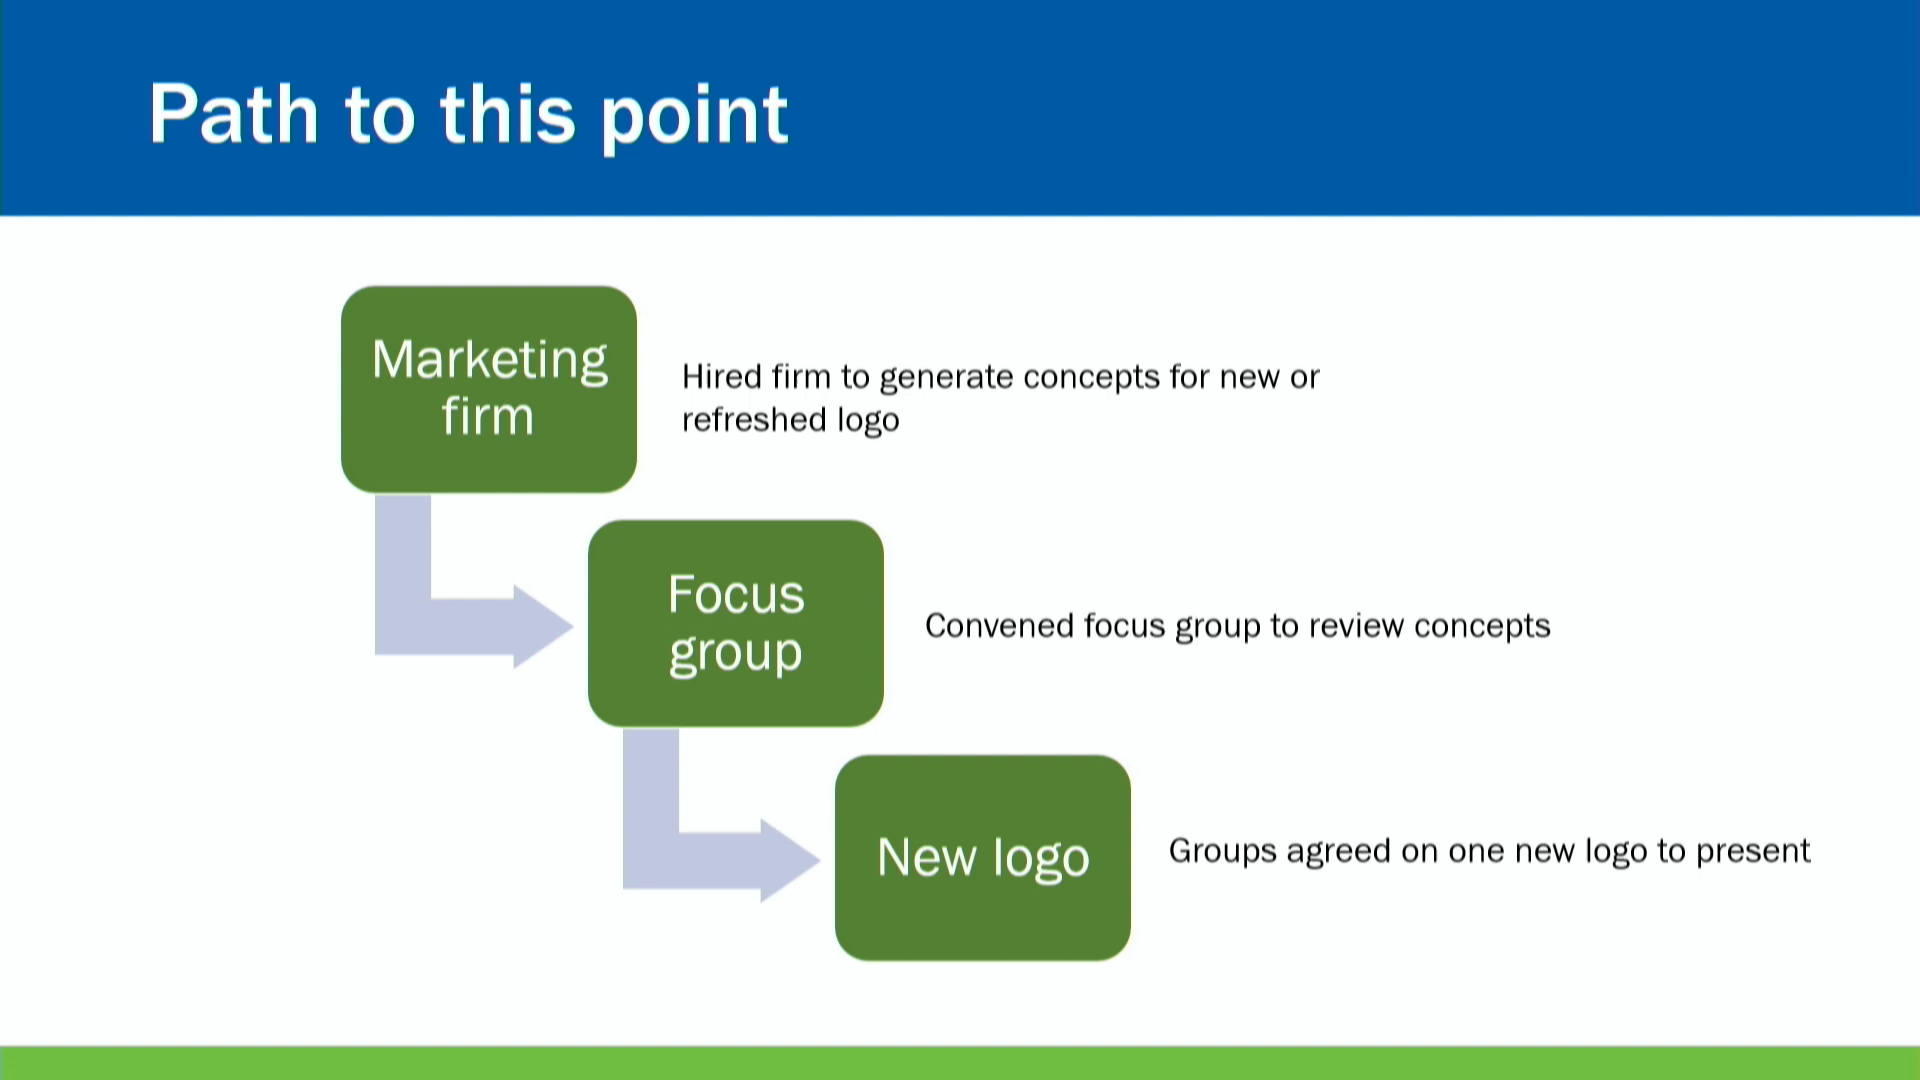 Path to this point
Marketing
firm
Hired firm to generate concepts for new or
refreshed logo
Focus
group
Convened focus group to review concepts
New logo
Groups agreed on one new logo to present